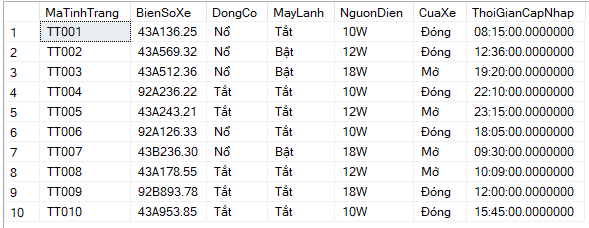 MaTinhTrang BienSoXe DongCo MayLanh NguonDien CuaXe ThoiGianCapNhap
1 TT001 43A136.25 Nổ Tắt 10W Đóng 08:15:00.0000000
2 TT002 43A569.32 Nổ Bật 12W Đóng 12:36:00.0000000
3 TT003 43A512.36 Nổ Bật 18W Mở 19:20:00.0000000
4 TT004 92A236.22 Tắt Tắt 10W Đóng 22:10:00.0000000
5 TT005 43A243.21 Tắt Tắt 12W Mở 23:15:00.0000000
6 TT006 92A126.33 Nổ Tắt 10W Đóng 18:05:00.0000000
7 TT007 43B236.30 Nổ Bật 18W Mở 09:30:00.0000000
8 TT008 43A178.55 Tắt Tắt 12W Mở 10:09:00.0000000
9 TT009 92B893.78 Tắt Tắt 18W Đóng 12:00:00.0000000
10 TT010 43A953.85 Tắt Tắt 10W Đóng 15:45:00.0000000